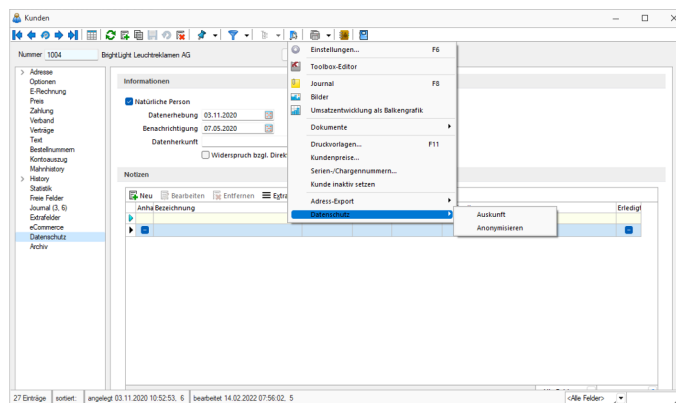 Kunden
Nummer 1004 BrightLight Leuchtreklamen AG
Adresse
Optionen
E-Rechnung
Preis
Zahlung
Verband
Verträge
Text
Bestellnummern
Kontoauszug
Mahnhistory
History
Statistik
Freie Felder
Journal (3, 6)
Extrafelder
eCommerce
Datenschutz
Archiv
Informationen
Natürliche Person
Datenerhebung 03.11.2020
Benachrichtigung 07.05.2020
Datenherkunft
Widerspruch bzgl. Direkt
Notizen
Neu Bearbeiten Entfernen Extra
Anha Bezeichnung
Erledigt
Einstellungen... F6
Toolbox-Editor
Journal F8
Bilder
Umsatzentwicklung als Balkengrafik
Dokumente
Druckvorlagen... F11
Kundenpreise...
Serien-/Chargennummern...
Kunde inaktiv setzen
Adress-Export
Datenschutz
Auskunft
Anonymisieren
27 Einträge sortiert: angelegt 03.11.2020 10:52:53, 6 bearbeitet 14.02.2022 07:56:02, 5 <Alle Felder>